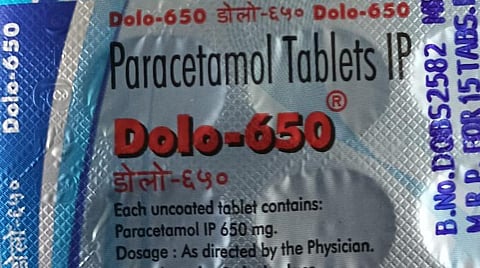 Dolo-650 डोलो-६५० Dolo-650
Paracetamol Tablets IP
Dolo-650®
डोलो-६५०
Each uncoated tablet contains:
Paracetamol IP 650 mg.
Dosage : As directed by the Physician.
Dolo-650
डोलो-६५०
B.No.DOBS2582
M.R.P. FOR 15 TABS.